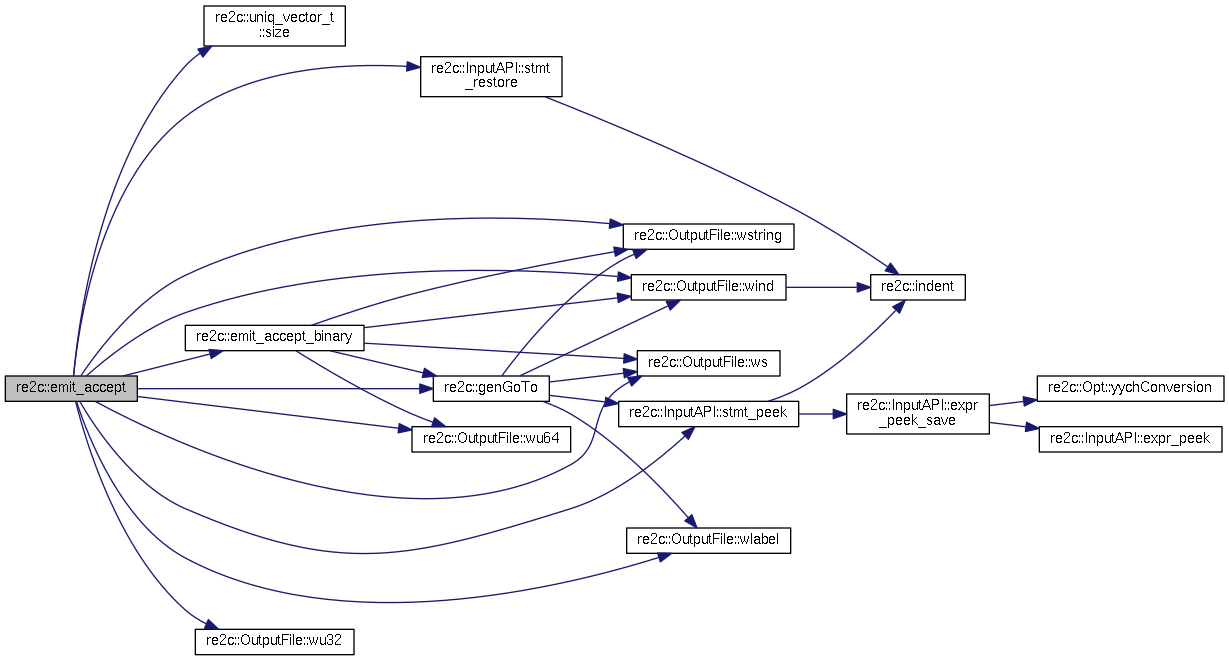 re2c::uniq_vector_t
::size
re2c::InputAPI::stmt
_restore
re2c::OutputFile::wstring
re2c::OutputFile::wind
re2c::indent
re2c::emit_accept_binary
re2c::OutputFile::ws
re2c::emit_accept
re2c::genGoTo
re2c::Opt::yychConversion
re2c::InputAPI::stmt_peek
re2c::InputAPI::expr
_peek_save
re2c::OutputFile::wu64
re2c::InputAPI::expr_peek
re2c::OutputFile::wlabel
re2c::OutputFile::wu32